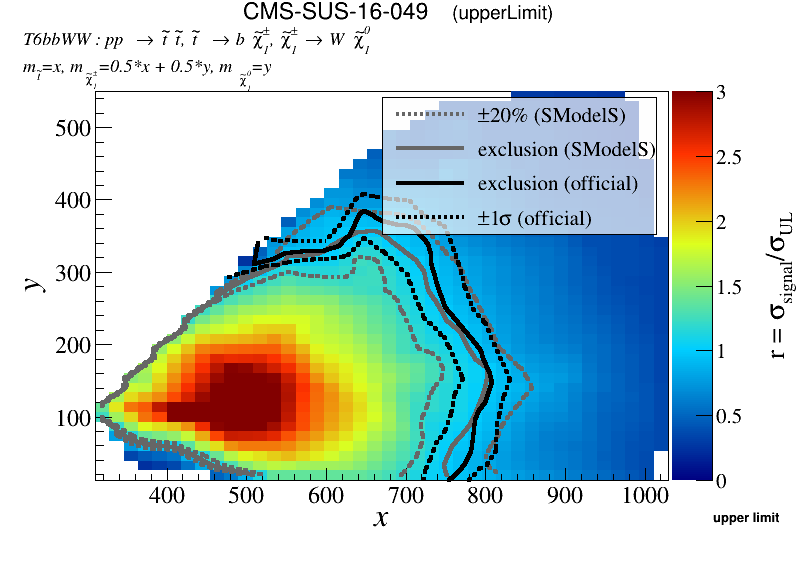 CMS-SUS-16-049 (upperLimit)
T6bbWW : pp → t̃ t̃, t̃ → b χ̃₁^±, χ̃₁^± → W χ̃₁⁰
m_t̃=x, m_χ̃₁^±=0.5*x + 0.5*y, m_χ̃₁⁰=y
±20% (SModelS)
exclusion (SModelS)
exclusion (official)
±1σ (official)
500
400
300
200
100
y
400 500 600 700 800 900 1000
x
3
2.5
2
1.5
1
0.5
0
r = σ_signal/σ_UL
upper limit